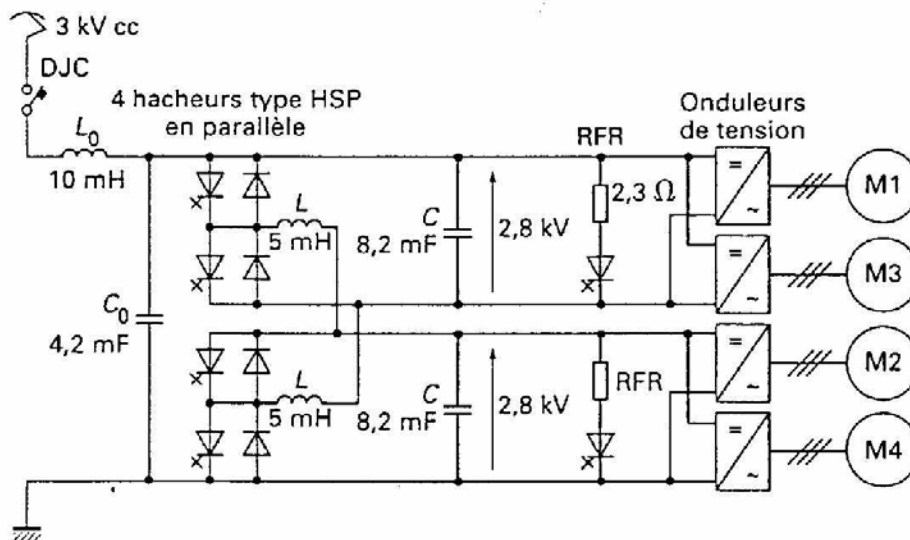 3 kV cc
DJC
4 hacheurs type HSP
en parallèle
Onduleurs
de tension
L0
10 mH
RFR
L
5 mH
C
8,2 mF
2,8 kV
2,3 Ω
=
~
M1
=
~
M3
C0
4,2 mF
L
5 mH
C
8,2 mF
2,8 kV
RFR
=
~
M2
=
~
M4